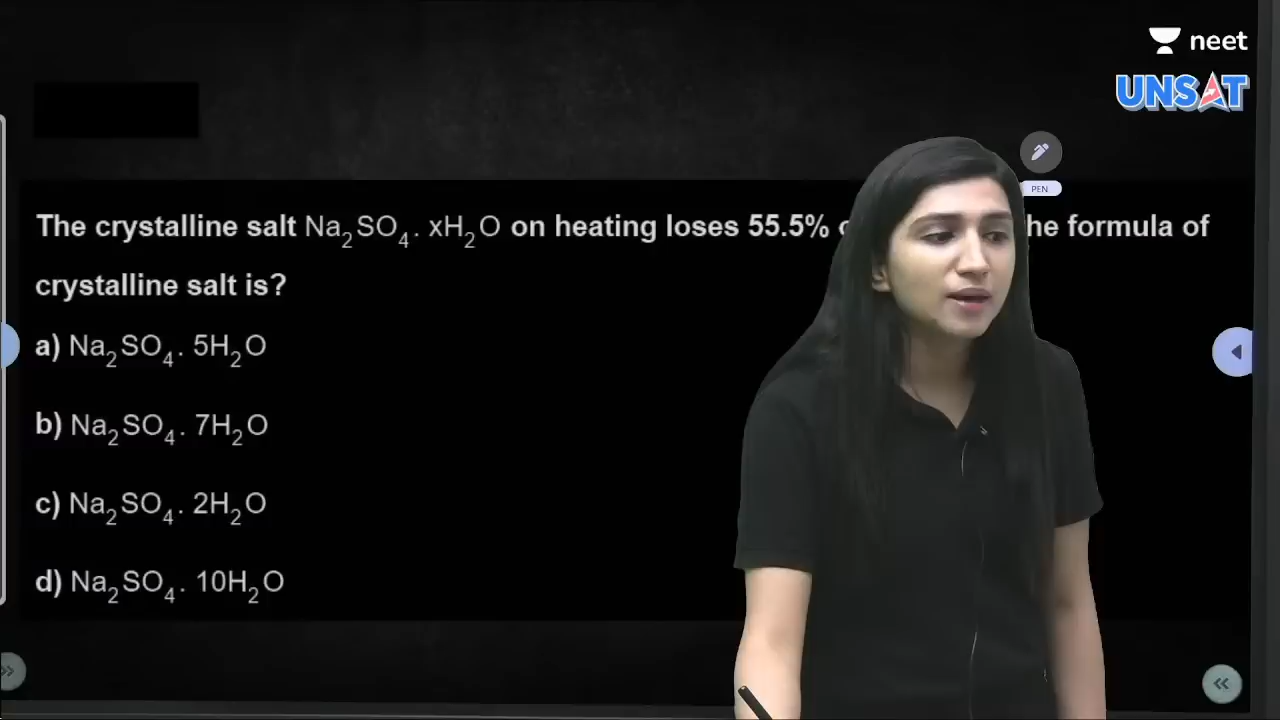 neet
UNSAT
PEN
The crystalline salt Na₂SO₄. xH₂O on heating loses 55.5% he formula of
crystalline salt is?
a) Na₂SO₄. 5H₂O
b) Na₂SO₄. 7H₂O
c) Na₂SO₄. 2H₂O
d) Na₂SO₄. 10H₂O